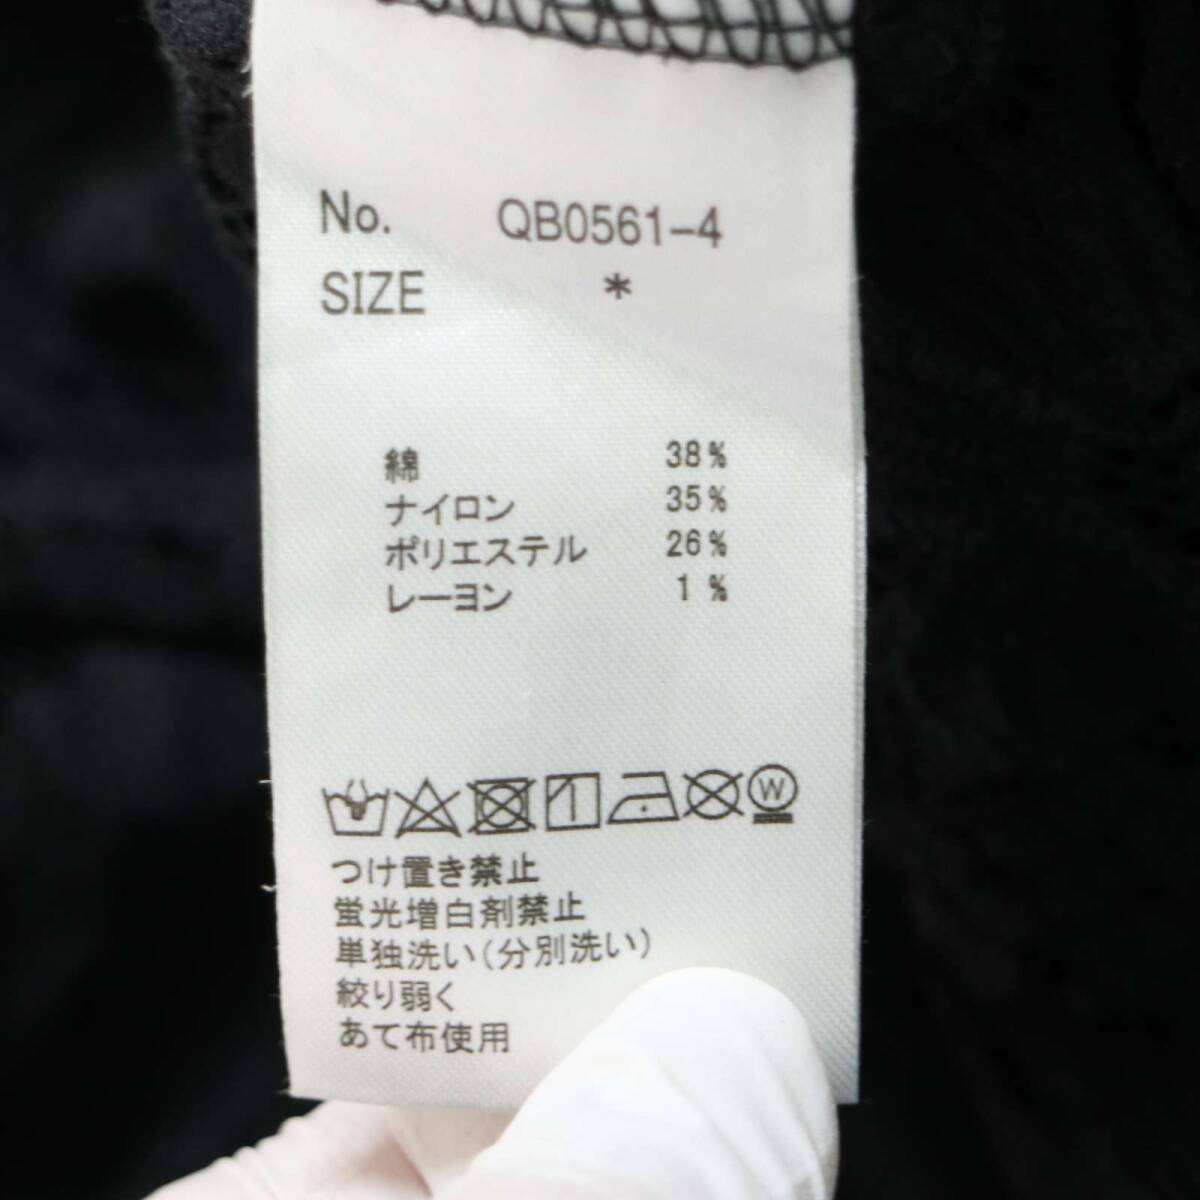 No. QB0561-4
SIZE *
綿 38%
ナイロン 35%
ポリエステル 26%
レーヨン 1%
W
つけ置き禁止
蛍光増白剤禁止
単独洗い(分別洗い)
絞り弱く
あて布使用